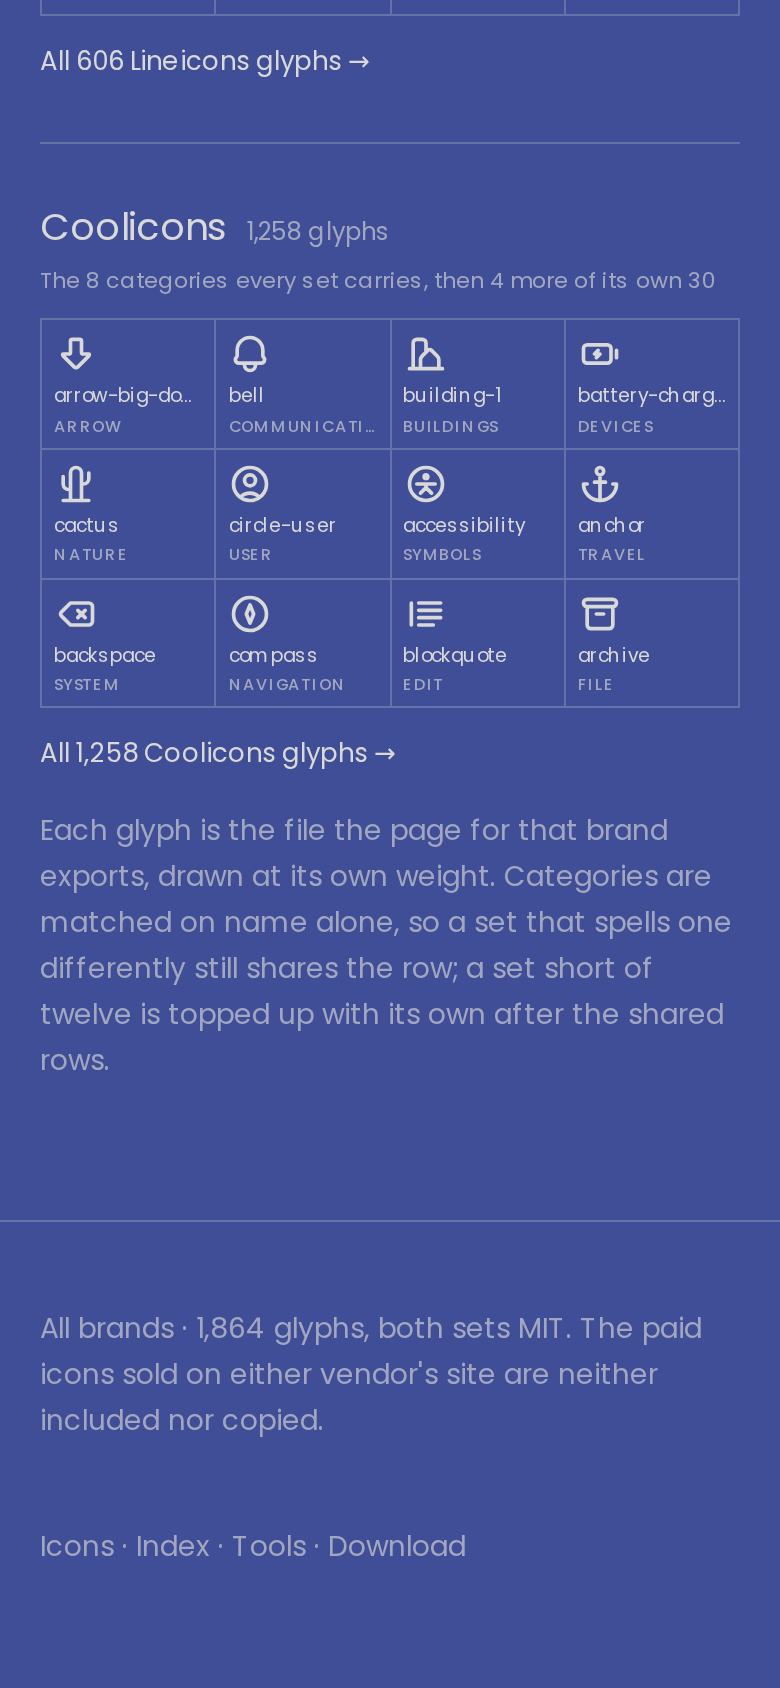 All 606 Lineicons glyphs →
Coolicons 1,258 glyphs
The 8 categories every set carries, then 4 more of its own 30
arrow-big-do… bell building-1 battery-charg…
ARROW COMMUNICATI… BUILDINGS DEVICES
cactus circle-user accessibility anchor
NATURE USER SYMBOLS TRAVEL
backspace compass blockquote archive
SYSTEM NAVIGATION EDIT FILE
All 1,258 Coolicons glyphs →
Each glyph is the file the page for that brand
exports, drawn at its own weight. Categories are
matched on name alone, so a set that spells one
differently still shares the row; a set short of
twelve is topped up with its own after the shared
rows.
All brands · 1,864 glyphs, both sets MIT. The paid
icons sold on either vendor's site are neither
included nor copied.
Icons · Index · Tools · Download